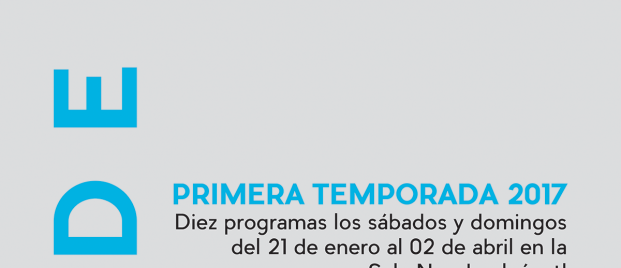 DE
PRIMERA TEMPORADA 2017
Diez programas los sábados y domingos
del 21 de enero al 02 de abril en la